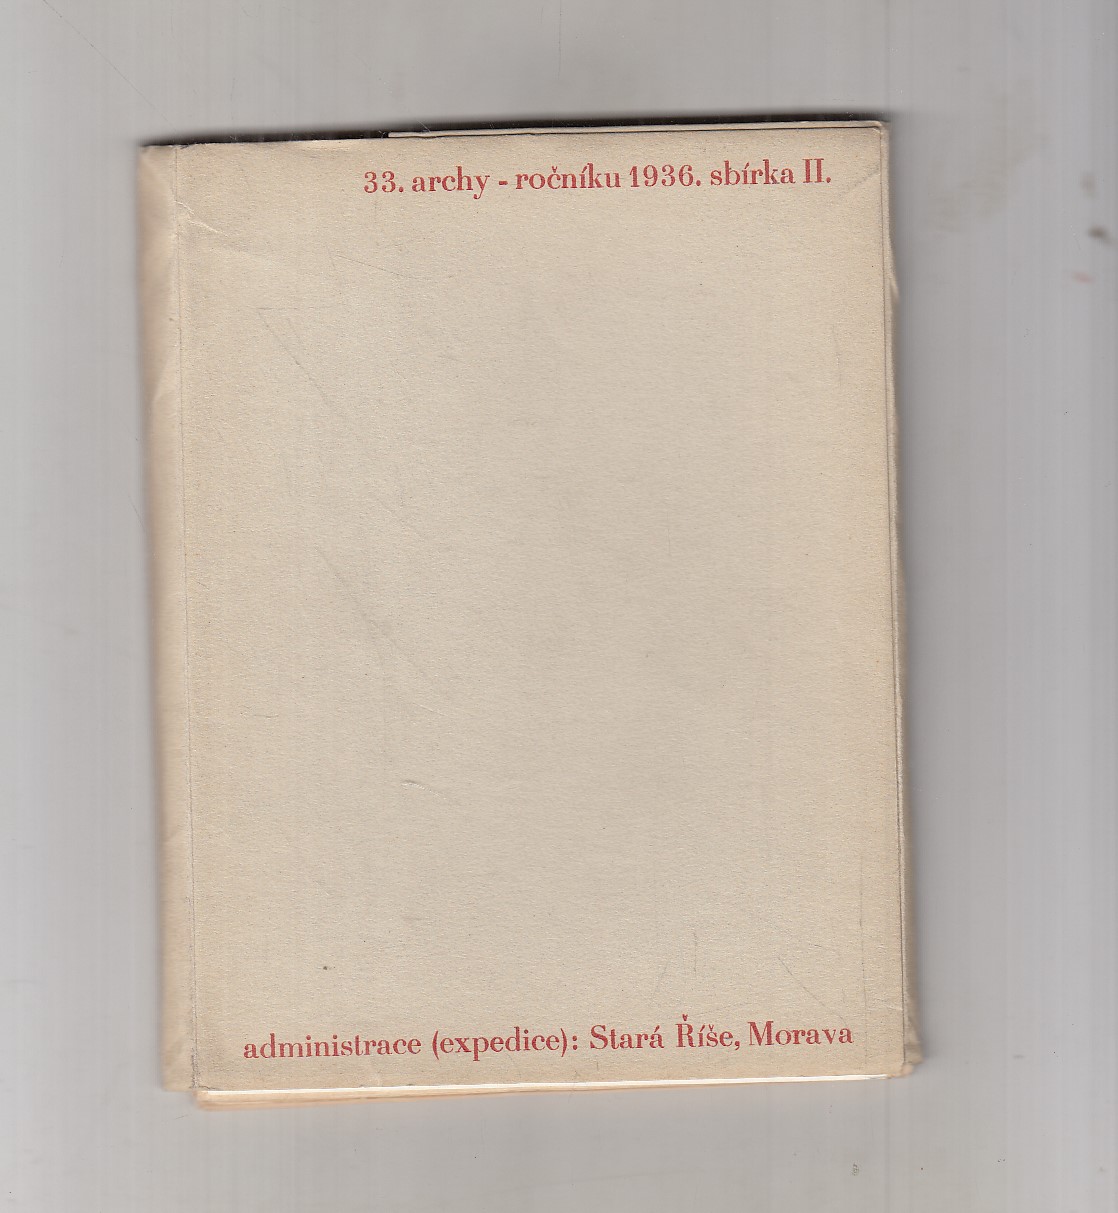 33. archy - ročníku 1936. sbírka II.
administrace (expedice): Stará Říše, Morava